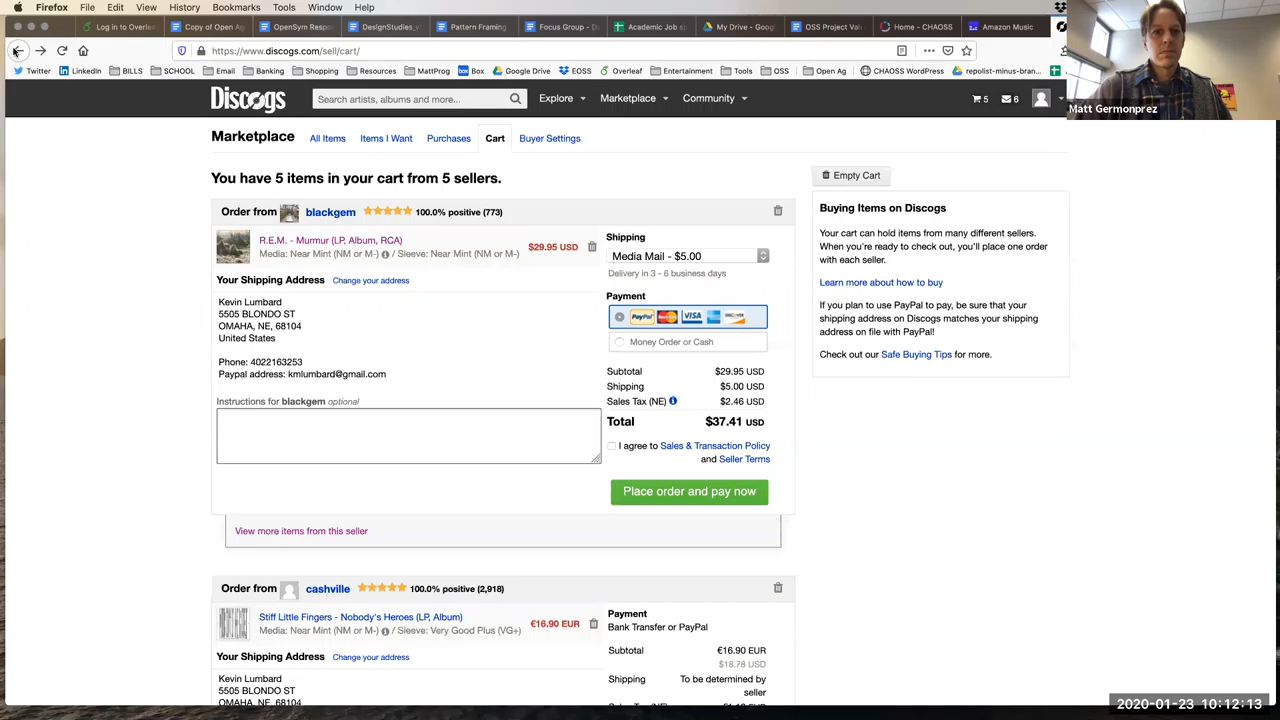 Firefox File Edit View History Bookmarks Tools Window Help
Log in to Overle Copy of Open Ag OpenSym Respo DesignStudies_v Pattern Framing Focus Group - Du Academic Job s My Drive - Goog OSS Project Val Home - CHAOSS Amazon Music
https://www.discogs.com/sell/cart/
Twitter LinkedIn BILLS SCHOOL Email Banking Shopping Resources MattProg Box Google Drive EOSS Overleaf Entertainment Tools OSS Open Ag CHAOSS WordPress repolist-minus-bran...
Matt Germonprez
Discogs Search artists, albums and more... Explore Marketplace Community 5 6
Marketplace All Items Items I Want Purchases Cart Buyer Settings
You have 5 items in your cart from 5 sellers.
Empty Cart
Order from blackgem 100.0% positive (773)
R.E.M. - Murmur (LP, Album, RCA)
Media: Near Mint (NM or M-) / Sleeve: Near Mint (NM or M-)
$29.95 USD
Your Shipping Address Change your address
Kevin Lumbard
5505 BLONDO ST
OMAHA, NE, 68104
United States
Phone: 4022163253
Paypal address: kmlumbard@gmail.com
Instructions for blackgem optional
Shipping
Media Mail - $5.00
Delivery in 3 - 6 business days
Payment
PayPal MasterCard VISA DISCOVER
Money Order or Cash
Subtotal $29.95 USD
Shipping $5.00 USD
Sales Tax (NE) $2.46 USD
Total $37.41 USD
I agree to Sales & Transaction Policy
and Seller Terms
Place order and pay now
View more items from this seller
Buying Items on Discogs
Your cart can hold items from many different sellers.
When you're ready to check out, you'll place one order
with each seller.
Learn more about how to buy
If you plan to use PayPal to pay, be sure that your
shipping address on Discogs matches your shipping
address on file with PayPal!
Check out our Safe Buying Tips for more.
Order from cashville 100.0% positive (2,918)
Stiff Little Fingers - Nobody's Heroes (LP, Album)
Media: Near Mint (NM or M-) / Sleeve: Very Good Plus (VG+)
€16.90 EUR
Your Shipping Address Change your address
Kevin Lumbard
5505 BLONDO ST
OMAHA, NE, 68104
Payment
Bank Transfer or PayPal
Subtotal €16.90 EUR
$18.78 USD
Shipping To be determined by
seller
2020-01-23 10:12:13